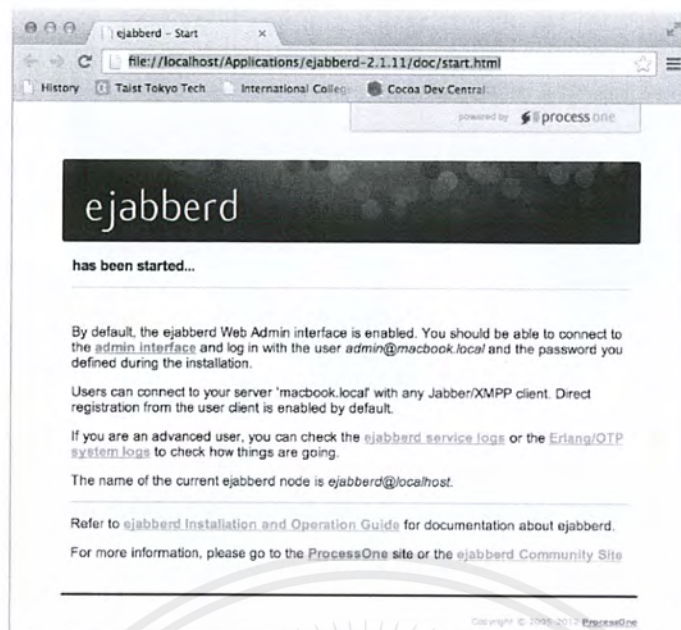 ejabberd - Start
file://localhost/Applications/ejabberd-2.1.11/doc/start.html
History Taist Tokyo Tech International Colleg Cocoa Dev Central
powered by process one
ejabberd
has been started...
By default, the ejabberd Web Admin interface is enabled. You should be able to connect to
the admin interface and log in with the user admin@macbook.local and the password you
defined during the installation.
Users can connect to your server 'macbook.local' with any Jabber/XMPP client. Direct
registration from the user client is enabled by default.
If you are an advanced user, you can check the ejabberd service logs or the Erlang/OTP
system logs to check how things are going.
The name of the current ejabberd node is ejabberd@localhost.
Refer to ejabberd Installation and Operation Guide for documentation about ejabberd.
For more information, please go to the ProcessOne site or the ejabberd Community Site
Copyright © 2005-2012 ProcessOne